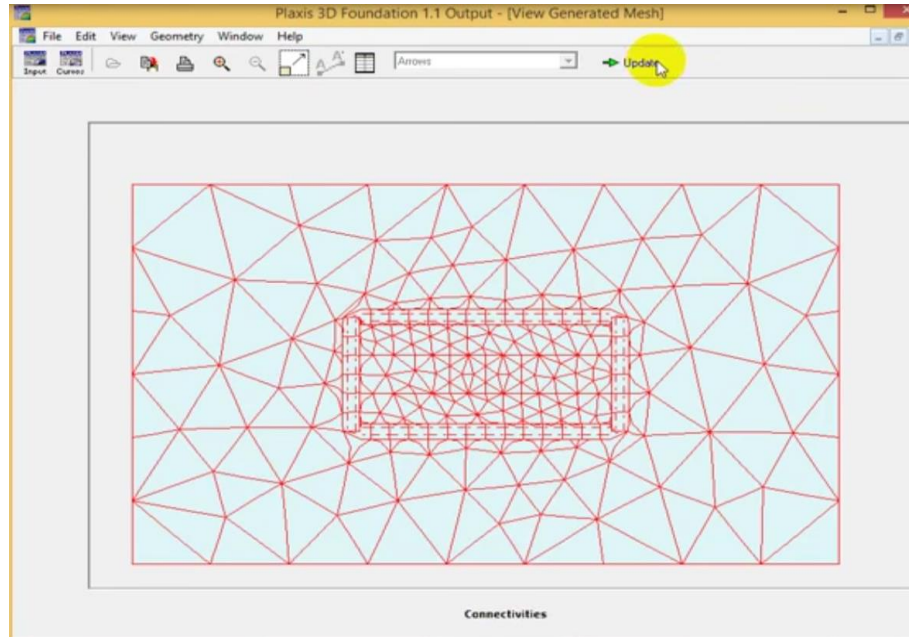 Plaxis 3D Foundation 1.1 Output - [View Generated Mesh]
File Edit View Geometry Window Help
Input Curves Arrows Update
Connectivities